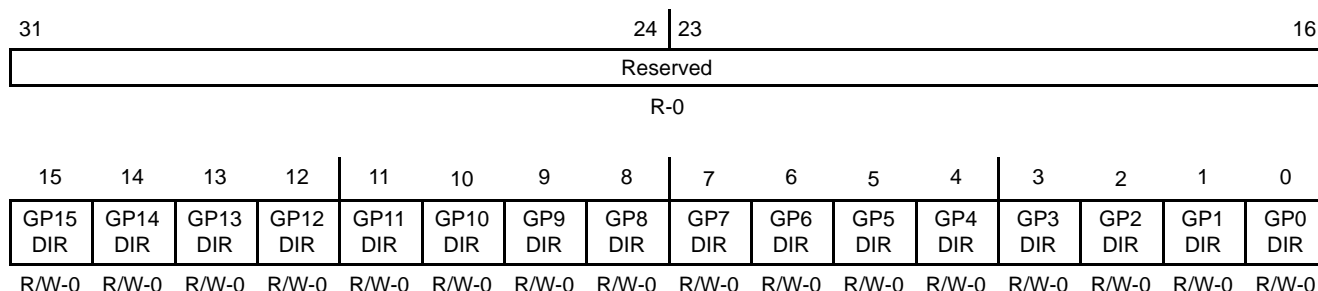 31 24 23 16
Reserved
R-0
15 14 13 12 11 10 9 8 7 6 5 4 3 2 1 0
GP15 GP14 GP13 GP12 GP11 GP10 GP9 GP8 GP7 GP6 GP5 GP4 GP3 GP2 GP1 GP0
DIR DIR DIR DIR DIR DIR DIR DIR DIR DIR DIR DIR DIR DIR DIR DIR
R/W-0 R/W-0 R/W-0 R/W-0 R/W-0 R/W-0 R/W-0 R/W-0 R/W-0 R/W-0 R/W-0 R/W-0 R/W-0 R/W-0 R/W-0 R/W-0